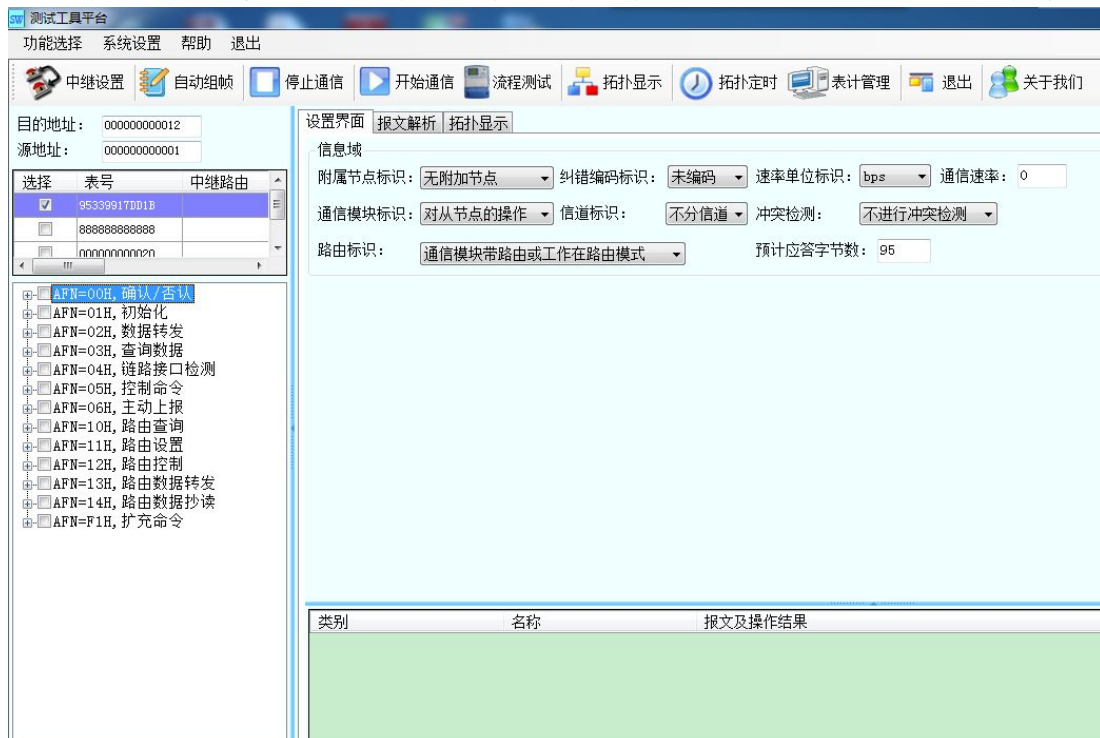 SW 测试工具平台
功能选择 系统设置 帮助 退出
中继设置 自动组帧 停止通信 开始通信 流程测试 拓扑显示 拓扑定时 表计管理 退出 关于我们
目的地址: 000000000012
源地址: 000000000001
选择 表号 中继路由
95339917DD1B
888888888888
000000000020
AFN=00H,确认/否认
AFN=01H,初始化
AFN=02H,数据转发
AFN=03H,查询数据
AFN=04H,链路接口检测
AFN=05H,控制命令
AFN=06H,主动上报
AFN=10H,路由查询
AFN=11H,路由设置
AFN=12H,路由控制
AFN=13H,路由数据转发
AFN=14H,路由数据抄读
AFN=F1H,扩充命令
设置界面 报文解析 拓扑显示
信息域
附属节点标识: 无附加节点 纠错编码标识: 未编码 速率单位标识: bps 通信速率: 0
通信模块标识: 对从节点的操作 信道标识: 不分信道 冲突检测: 不进行冲突检测
路由标识: 通信模块带路由或工作在路由模式 预计应答字节数: 95
类别 名称 报文及操作结果